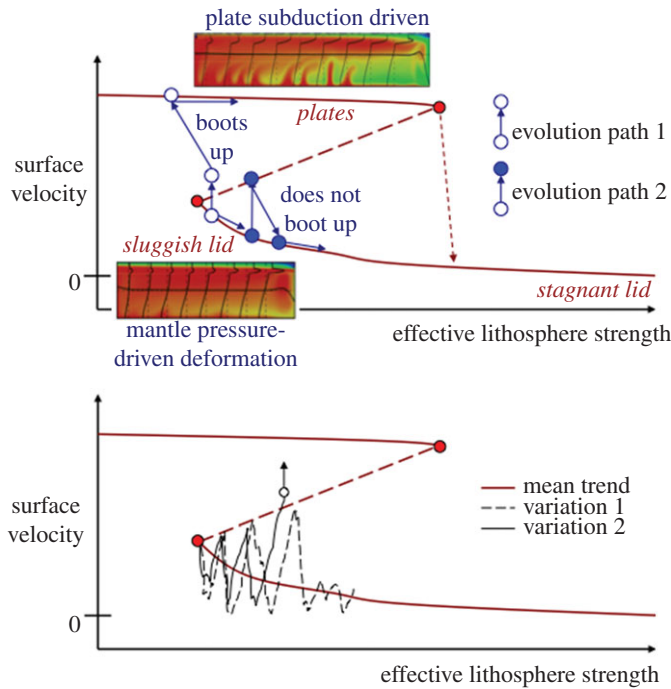 plate subduction driven
plates
boots
up
evolution path 1
surface
velocity
does not
boot up
evolution path 2
sluggish lid
0
stagnant lid
mantle pressure-
driven deformation
effective lithosphere strength
surface
velocity
mean trend
variation 1
variation 2
0
effective lithosphere strength